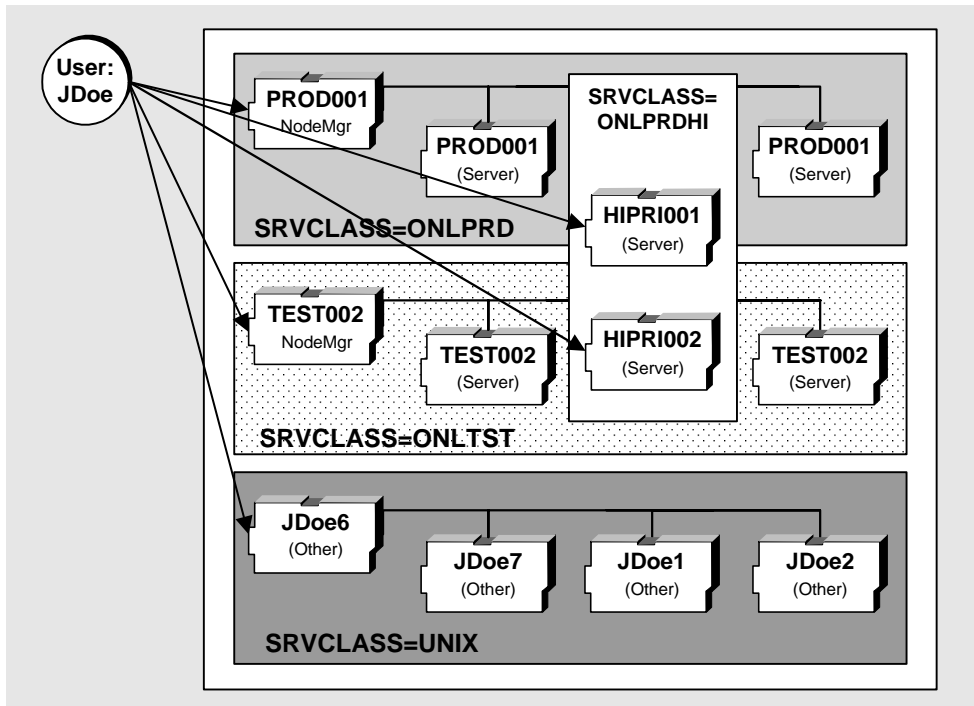 User:
JDoe
PROD001
NodeMgr
PROD001
(Server)
SRVCLASS=
ONLPRDHI
PROD001
(Server)
HIPRI001
(Server)
SRVCLASS=ONLPRD
TEST002
NodeMgr
TEST002
(Server)
HIPRI002
(Server)
TEST002
(Server)
SRVCLASS=ONLTST
JDoe6
(Other)
JDoe7
(Other)
JDoe1
(Other)
JDoe2
(Other)
SRVCLASS=UNIX